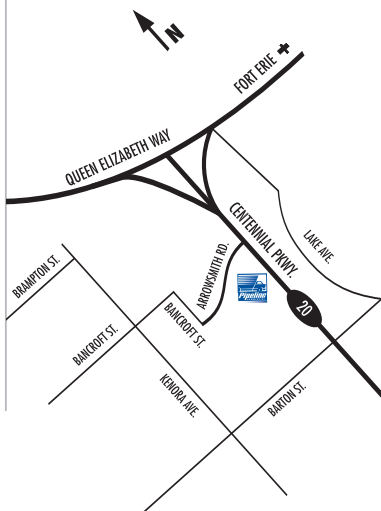 N
FORT ERIE
QUEEN ELIZABETH WAY
CENTENNIAL PKWY.
LAKE AVE.
ARROWSMITH RD.
BRAMPTON ST.
Pipeline
20
BANCROFT ST.
BANCROFT ST.
KENORA AVE.
BARTON ST.